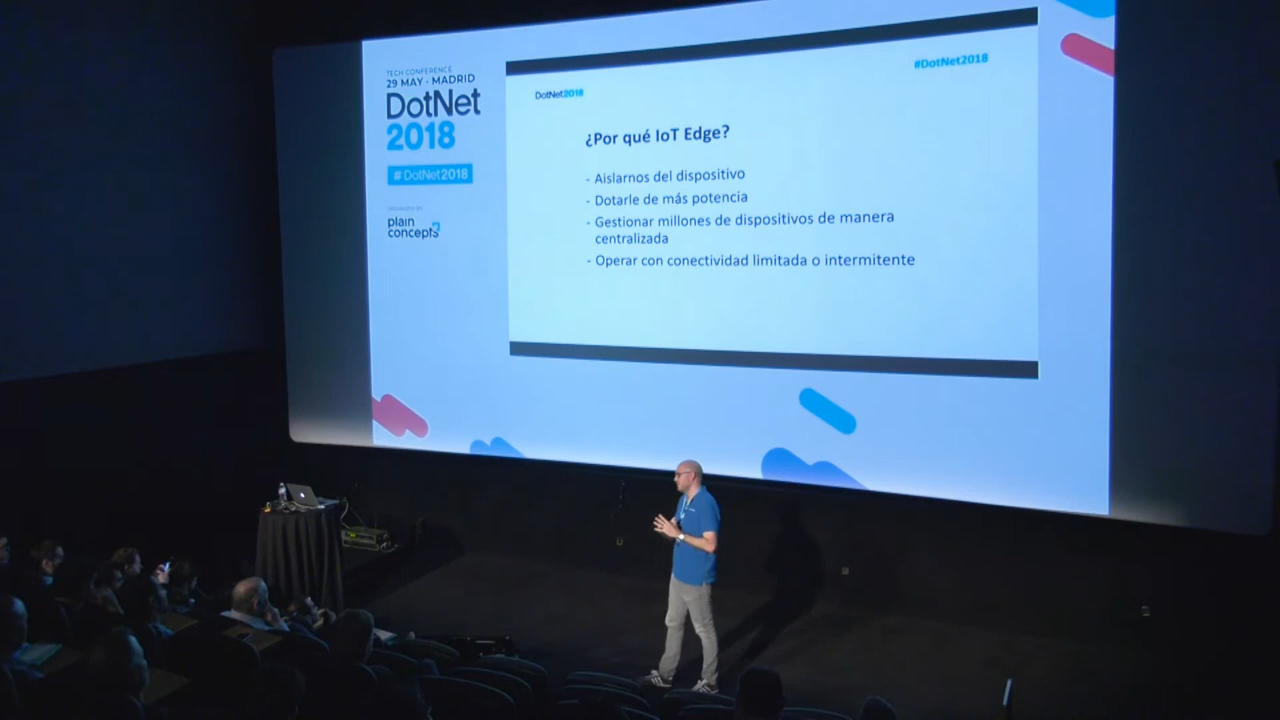 TECH CONFERENCE
29 MAY - MADRID
DotNet
2018
#DotNet2018
plain
concepts
DotNet2018
#DotNet2018
¿Por qué IoT Edge?
- Aislarnos del dispositivo
- Dotarle de más potencia
- Gestionar millones de dispositivos de manera
centralizada
- Operar con conectividad limitada o intermitente